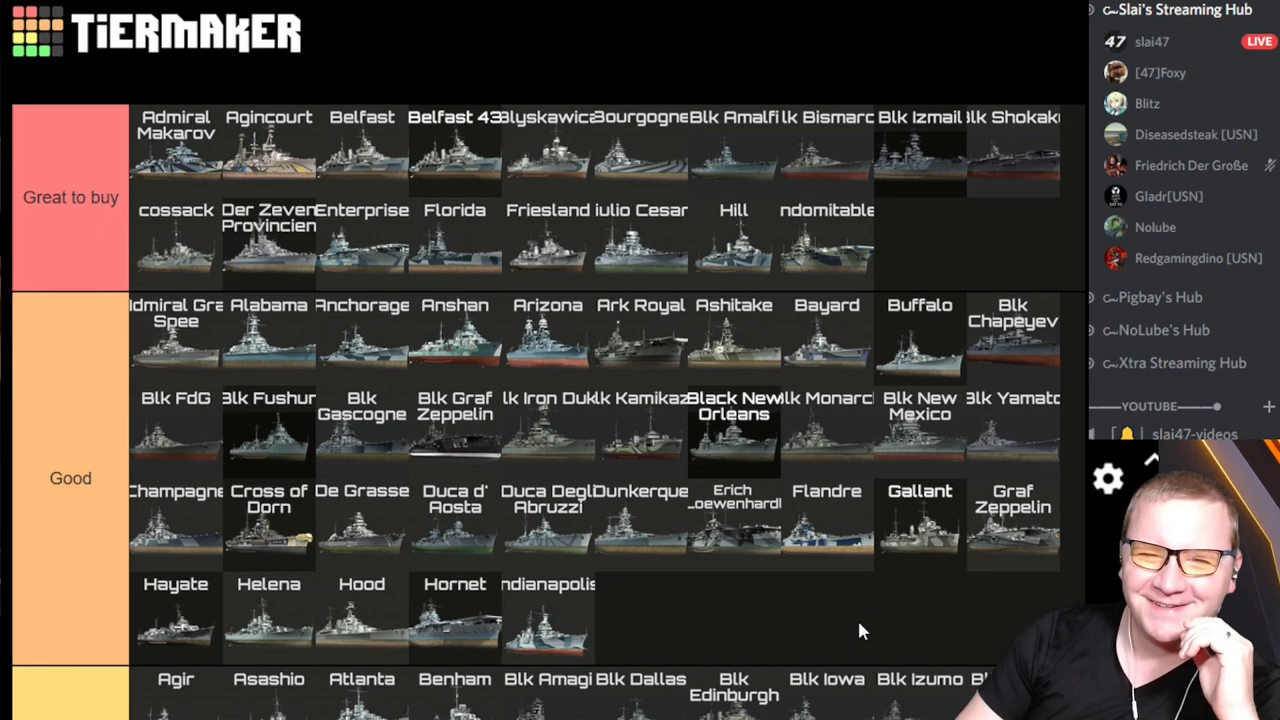 TiERMAKER
Great to buy
Admiral Makarov
Agincourt
Belfast
Belfast 43
Blyskawica
Bourgogne
Blk Amalfi
lk Bismarc
Blk Izmail
lk Shokak
cossack
Der Zeven Provincien
Enterprise
Florida
Friesland
iulio Cesar
Hill
ndomitable
Good
dmiral Gra Spee
Alabama
Anchorage
Anshan
Arizona
Ark Royal
Ashitake
Bayard
Buffalo
Blk Chapeyev
Blk FdG
Blk Fushun
Blk Gascogne
Blk Graf Zeppelin
lk Iron Duk
lk Kamikaz
Black New Orleans
lk Monarc
Blk New Mexico
Blk Yamato
Champagne
Cross of Dorn
De Grasse
Duca d' Aosta
Duca Degli Abruzzi
Dunkerque
Erich Loewenhardt
Flandre
Gallant
Graf Zeppelin
Hayate
Helena
Hood
Hornet
ndianapolis
Agir
Asashio
Atlanta
Benham
Blk Amagi
Blk Dallas
Blk Edinburgh
Blk Iowa
Blk Izumo
Slai's Streaming Hub
47 slai47 LIVE
[47]Foxy
Blitz
Diseasedsteak [USN]
Friedrich Der Große
Gladr[USN]
Nolube
Redgamingdino [USN]
Pigbay's Hub
NoLube's Hub
Xtra Streaming Hub
YOUTUBE
slai47-videos